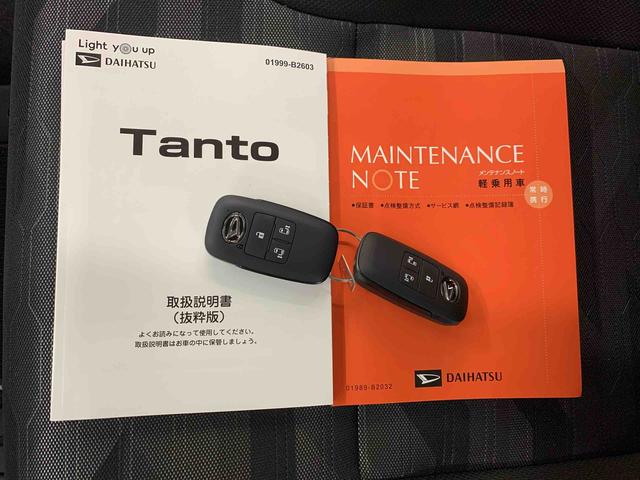 Light you up
DAIHATSU
01999-B2603
Tanto
取扱説明書
（抜粋版）
よくお読みになって使用してください。
取扱説明書はお車の中に保管しましょう。
MAINTENANCE
NOTE
メンテナンスノート
軽乗用車
常時
携行
•保証書 •点検整備方式 •サービス網 •点検整備記録簿
01989-B2032
DAIHATSU